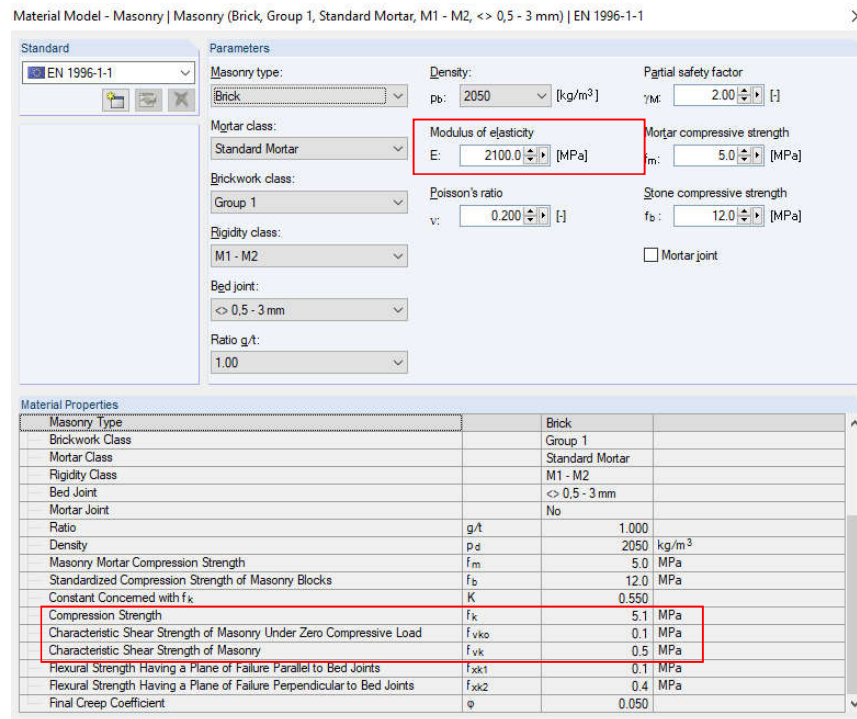 Material Model - Masonry | Masonry (Brick, Group 1, Standard Mortar, M1 - M2, <> 0,5 - 3 mm) | EN 1996-1-1
Standard
EN 1996-1-1
Parameters
Masonry type:
Brick
Mortar class:
Standard Mortar
Brickwork class:
Group 1
Rigidity class:
M1 - M2
Bed joint:
<> 0,5 - 3 mm
Ratio g/t:
1.00
Density:
ρb: 2050 [kg/m³]
Modulus of elasticity
E: 2100.0 [MPa]
Poisson's ratio
ν: 0.200 [-]
Partial safety factor
γM: 2.00 [-]
Mortar compressive strength
fm: 5.0 [MPa]
Stone compressive strength
fb: 12.0 [MPa]
Mortar joint
Material Properties
Masonry Type Brick
Brickwork Class Group 1
Mortar Class Standard Mortar
Rigidity Class M1 - M2
Bed Joint <> 0,5 - 3 mm
Mortar Joint No
Ratio g/t 1.000
Density ρd 2050 kg/m³
Masonry Mortar Compression Strength fm 5.0 MPa
Standardized Compression Strength of Masonry Blocks fb 12.0 MPa
Constant Concerned with fk K 0.550
Compression Strength fk 5.1 MPa
Characteristic Shear Strength of Masonry Under Zero Compressive Load fvko 0.1 MPa
Characteristic Shear Strength of Masonry fvk 0.5 MPa
Flexural Strength Having a Plane of Failure Parallel to Bed Joints fxk1 0.1 MPa
Flexural Strength Having a Plane of Failure Perpendicular to Bed Joints fxk2 0.4 MPa
Final Creep Coefficient φ 0.050